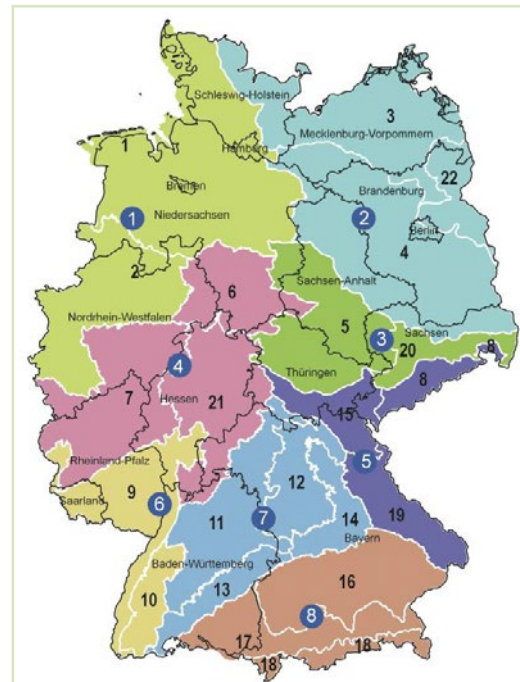 Schleswig-Holstein
3
Mecklenburg-Vorpommern
1
Hamburg
22
Bremen
Brandenburg
1
Niedersachsen
2
Berlin
4
2
Sachsen-Anhalt
6
Nordrhein-Westfalen
5
3
Sachsen
20
8
4
Thüringen
8
7
Hessen
21
15
Rheinland-Pfalz
5
12
9
Saarland
6
11
7
14
19
Bayern
Baden-Württemberg
16
10
13
8
17
18
18